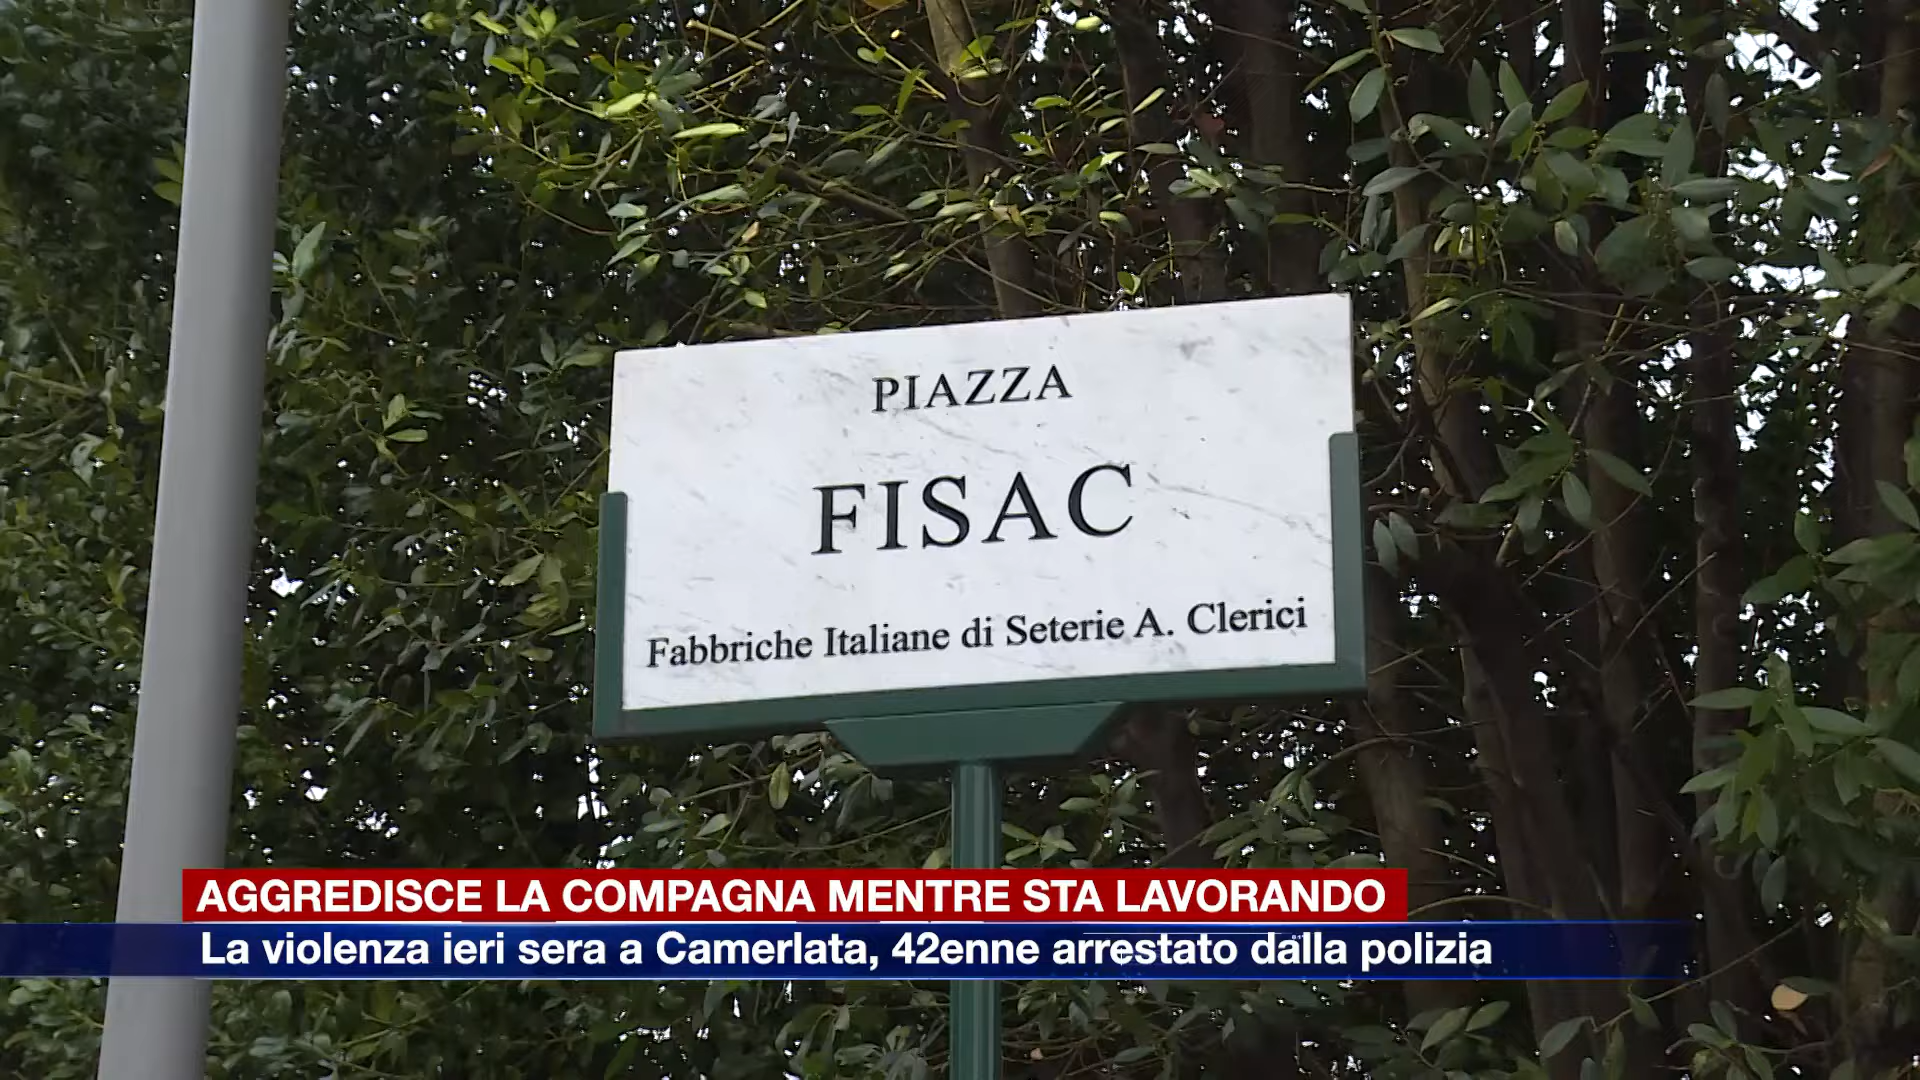 PIAZZA
FISAC
Fabbriche Italiane di Seterie A. Clerici
AGGREDISCE LA COMPAGNA MENTRE STA LAVORANDO
La violenza ieri sera a Camerlata, 42enne arrestato dalla polizia